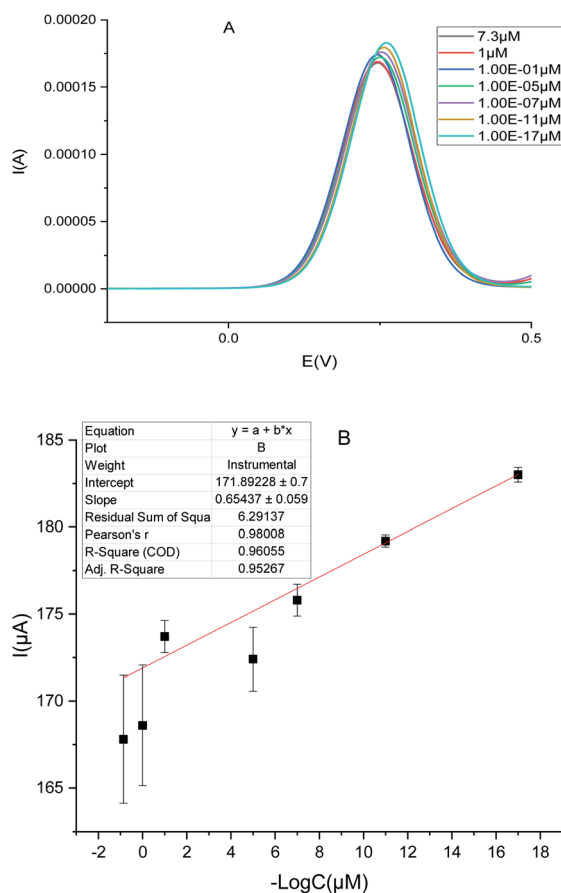 A
0.00020
0.00015
0.00010
0.00005
0.00000
I(A)
7.3µM
1µM
1.00E-01µM
1.00E-05µM
1.00E-07µM
1.00E-11µM
1.00E-17µM
0.0
0.5
E(V)
B
Equation y = a + b*x
Plot B
Weight Instrumental
Intercept 171.89228 ± 0.7
Slope 0.65437 ± 0.059
Residual Sum of Squa 6.29137
Pearson's r 0.98008
R-Square (COD) 0.96055
Adj. R-Square 0.95267
185
180
175
170
165
I(µA)
-2 0 2 4 6 8 10 12 14 16 18
-LogC(µM)